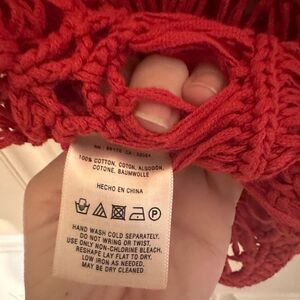 100% COTTON, COTON, ALGODÓN,
COTONE, BAUMWOLLE
HECHO EN CHINA
P
HAND WASH COLD SEPARATELY.
DO NOT WRING OR TWIST.
USE ONLY NON-CHLORINE BLEACH.
RESHAPE LAY FLAT TO DRY.
LOW IRON AS NEEDED.
MAY BE DRY CLEANED